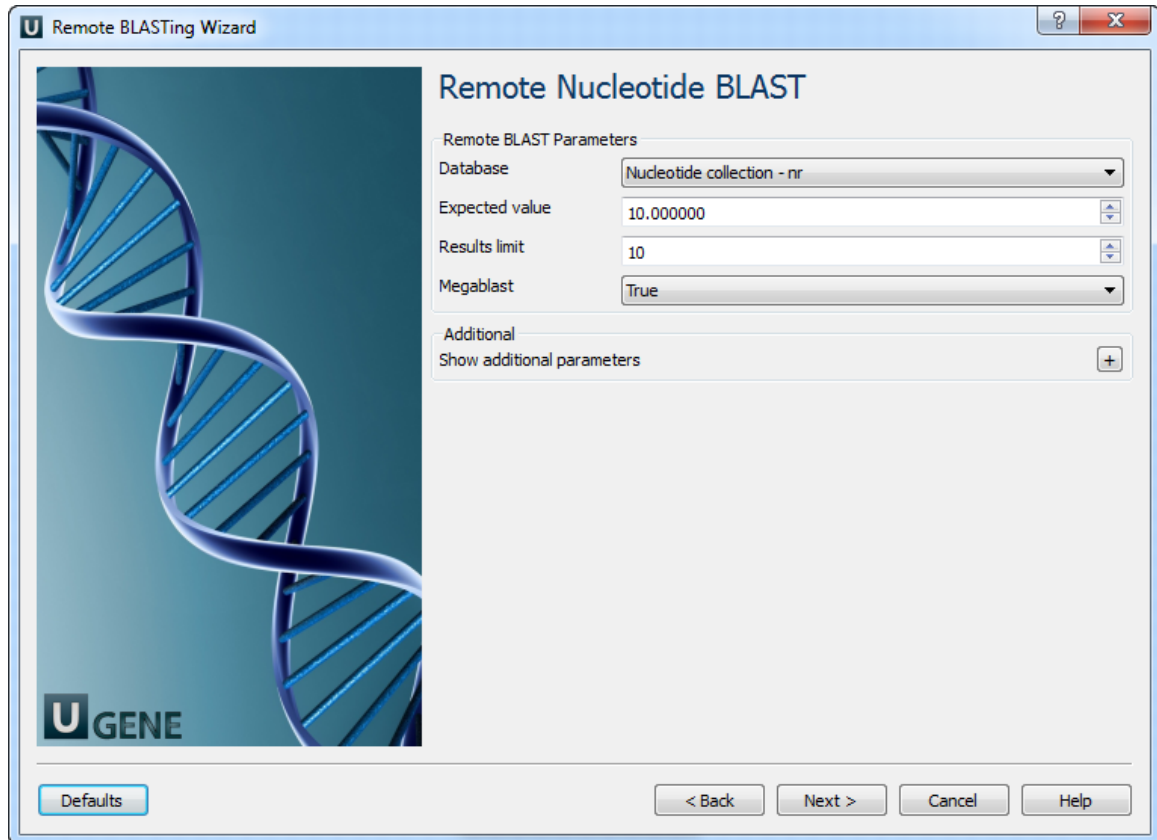 U Remote BLASTing Wizard
?
X
Remote Nucleotide BLAST
Remote BLAST Parameters
Database Nucleotide collection - nr
Expected value 10.000000
Results limit 10
Megablast True
Additional
Show additional parameters +
U GENE
Defaults < Back Next > Cancel Help